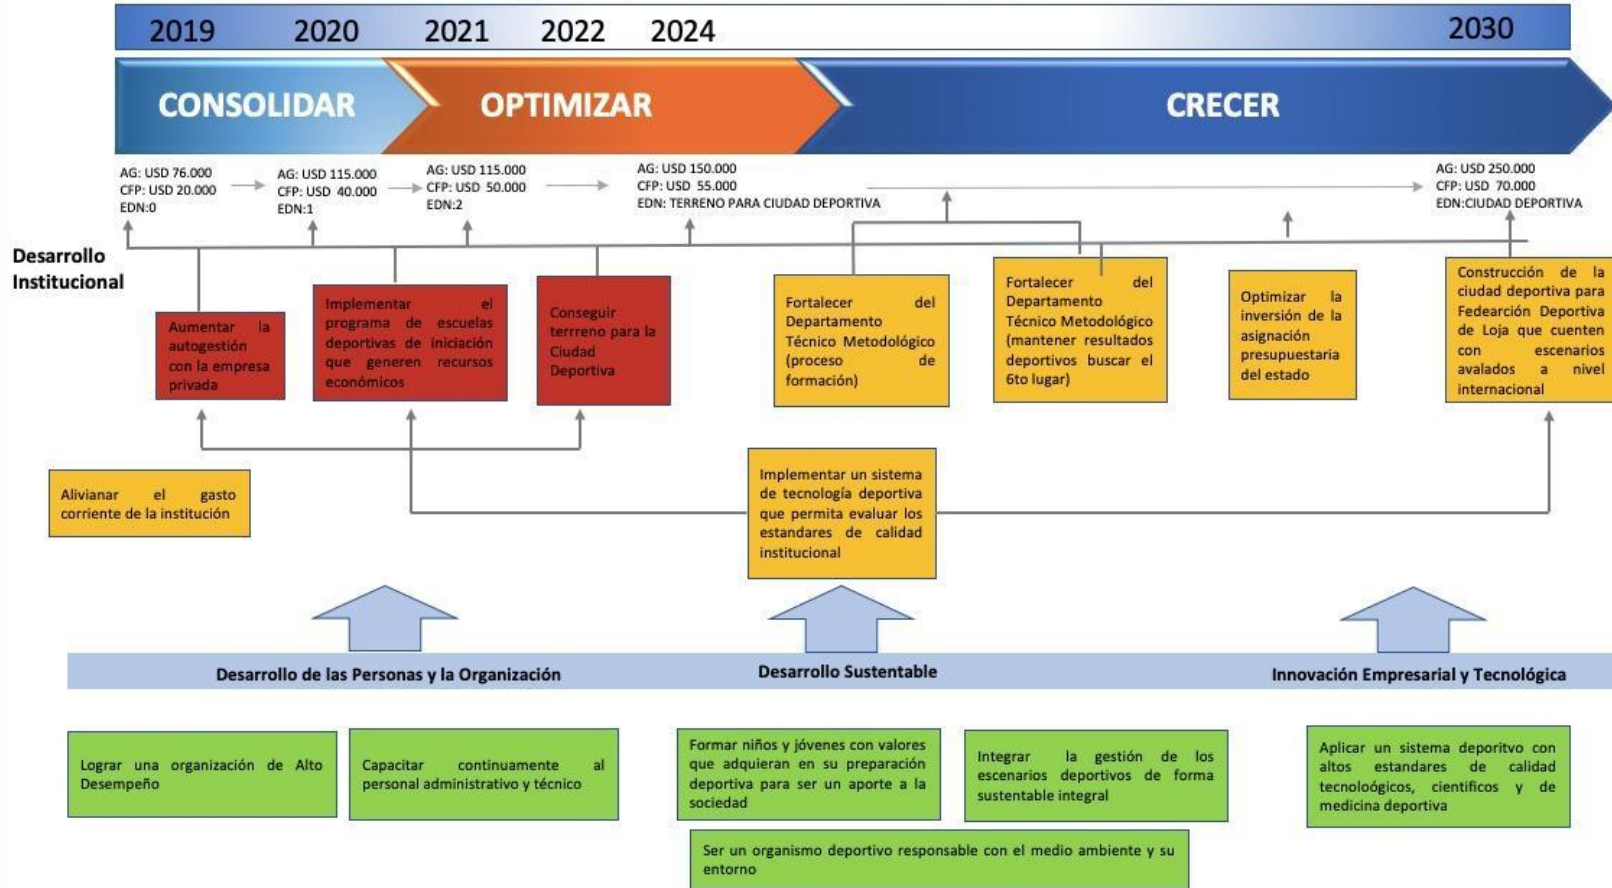 2019 2020 2021 2022 2024 2030
CONSOLIDAR OPTIMIZAR CRECER
AG: USD 76.000
CFP: USD 20.000
EDN:0
AG: USD 115.000
CFP: USD 40.000
EDN:1
AG: USD 115.000
CFP: USD 50.000
EDN:2
AG: USD 150.000
CFP: USD 55.000
EDN: TERRENO PARA CIUDAD DEPORTIVA
AG: USD 250.000
CFP: USD 70.000
EDN:CIUDAD DEPORTIVA
Desarrollo
Institucional
Aumentar la
autogestión
con la empresa
privada
Implementar el
programa de escuelas
deportivas de iniciación
que generen recursos
económicos
Conseguir
terrreno para la
Ciudad
Deportiva
Fortalecer del
Departamento
Técnico Metodológico
(proceso de
formación)
Fortalecer del
Departamento
Técnico Metodológico
(mantener resultados
deportivos buscar el
6to lugar)
Optimizar la
inversión de la
asignación
presupuestaria
del estado
Construcción de la
ciudad deportiva para
Fedearción Deportiva
de Loja que cuenten
con escenarios
avalados a nivel
internacional
Alivianar el gasto
corriente de la institución
Implementar un sistema
de tecnología deportiva
que permita evaluar los
estandares de calidad
institucional
Desarrollo de las Personas y la Organización
Desarrollo Sustentable
Innovación Empresarial y Tecnológica
Lograr una organización de Alto
Desempeño
Capacitar continuamente al
personal administrativo y técnico
Formar niños y jóvenes con valores
que adquieran en su preparación
deportiva para ser un aporte a la
sociedad
Integrar la gestión de los
escenarios deportivos de forma
sustentable integral
Aplicar un sistema deporitvo con
altos estandares de calidad
tecnoloógicos, cientificos y de
medicina deportiva
Ser un organismo deportivo responsable con el medio ambiente y su
entorno